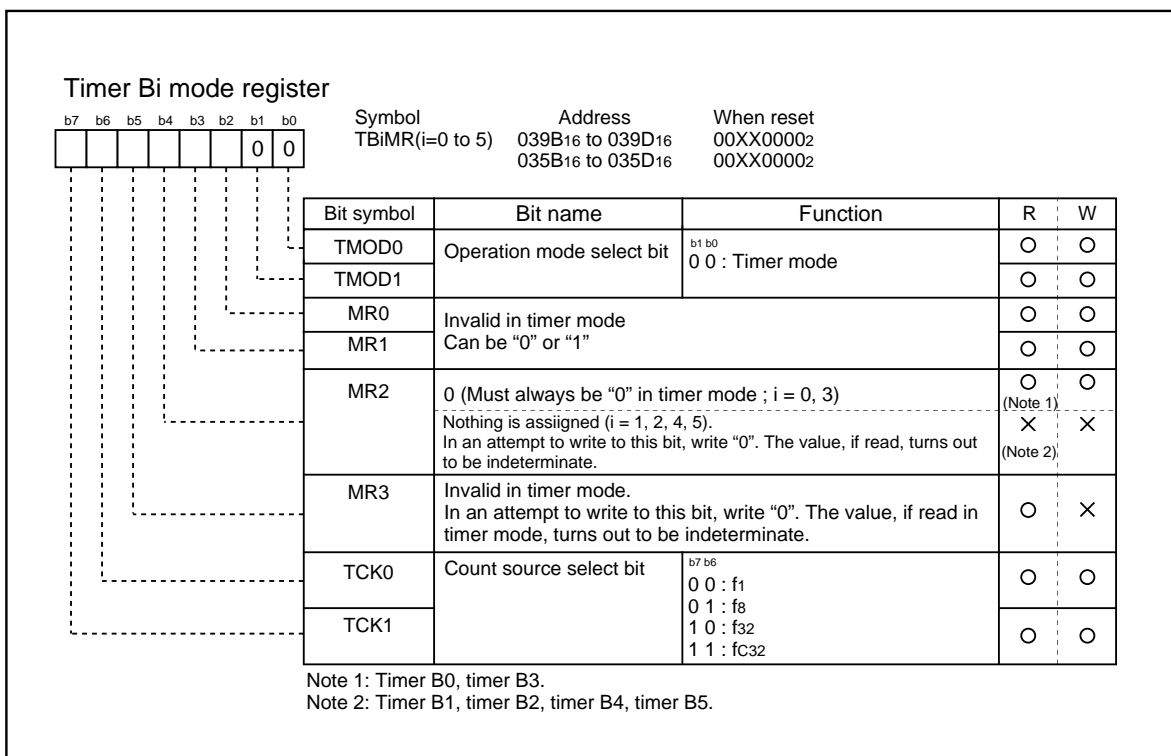 Timer Bi mode register
b7 b6 b5 b4 b3 b2 b1 b0
0 0
Symbol Address When reset
TBiMR(i=0 to 5) 039B16 to 039D16 00XX00002
035B16 to 035D16 00XX00002
Bit symbol Bit name Function R W
TMOD0 Operation mode select bit b1 b0
0 0 : Timer mode
TMOD1
MR0 Invalid in timer mode
MR1 Can be “0” or “1”
MR2 0 (Must always be “0” in timer mode ; i = 0, 3)
(Note 1)
Nothing is assiigned (i = 1, 2, 4, 5).
In an attempt to write to this bit, write “0”. The value, if read, turns out
to be indeterminate.
(Note 2)
MR3 Invalid in timer mode.
In an attempt to write to this bit, write “0”. The value, if read in
timer mode, turns out to be indeterminate.
TCK0 Count source select bit b7 b6
0 0 : f1
0 1 : f8
TCK1 1 0 : f32
1 1 : fC32
Note 1: Timer B0, timer B3.
Note 2: Timer B1, timer B2, timer B4, timer B5.